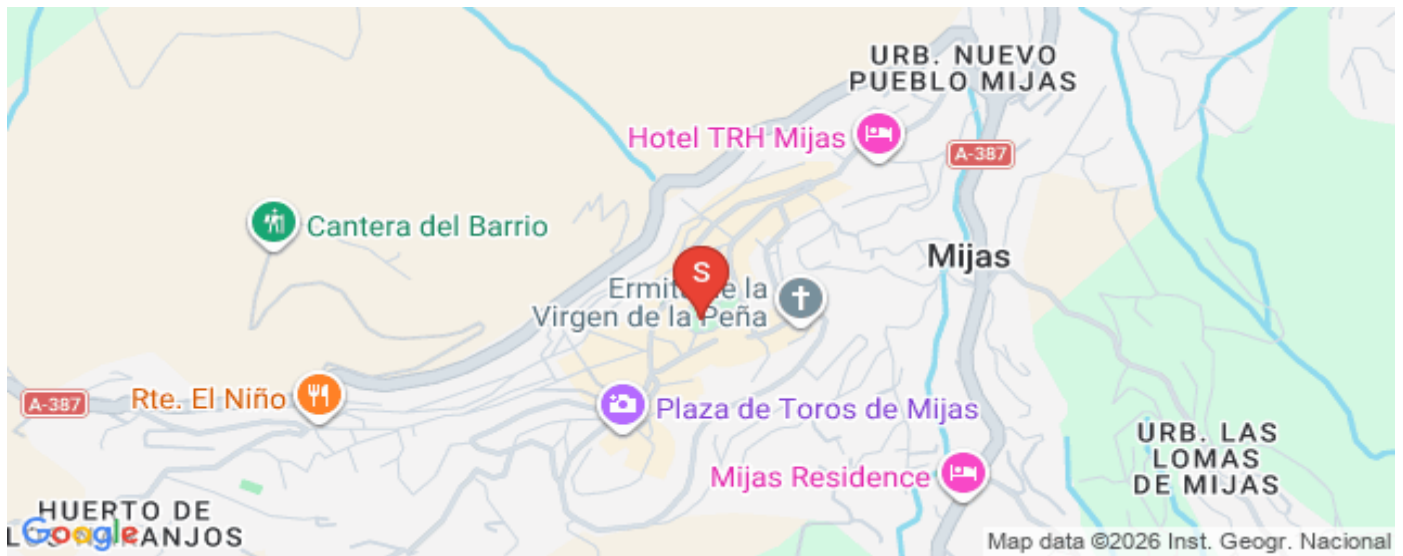 URB. NUEVO
PUEBLO MIJAS
Hotel TRH Mijas
A-387
Cantera del Barrio
Mijas
S
de la
Virgen de la Peña
A-387
Rte. El Niño
Plaza de Toros de Mijas
URB. LAS
LOMAS
DE MIJAS
Mijas Residence
HUERTO DE
Google
Map data ©2026 Inst. Geogr. Nacional